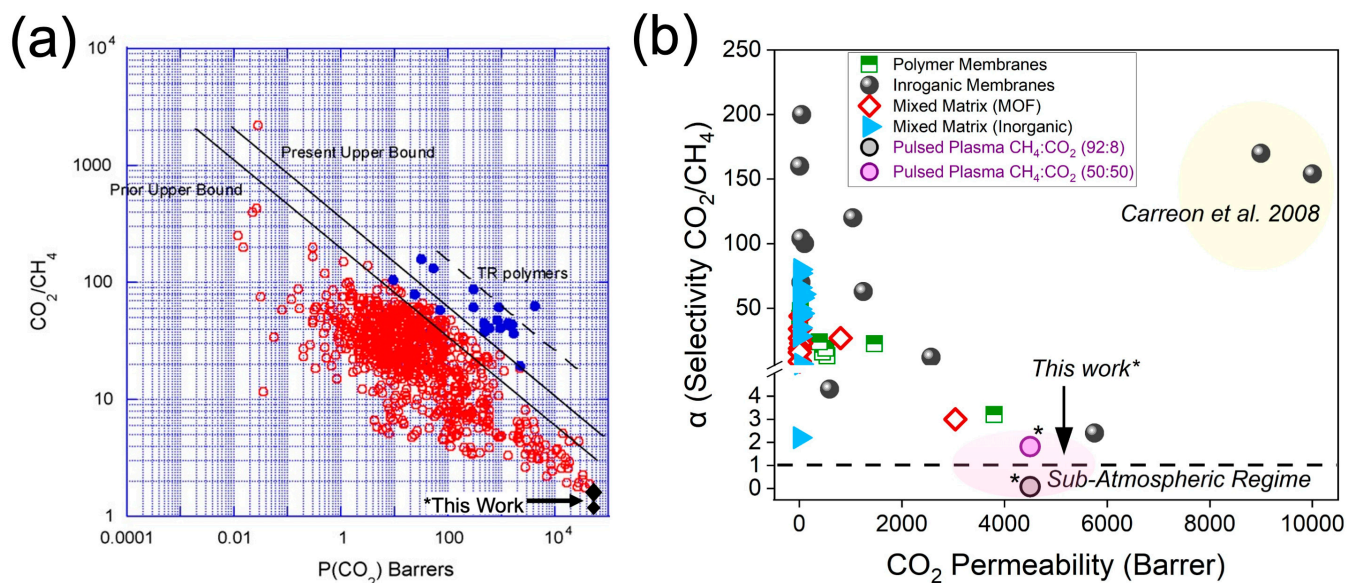 (a)
10⁴
1000
100
10
1
CO₂/CH₄
Present Upper Bound
Prior Upper Bound
TR polymers
*This Work
0.0001
0.01
1
100
10⁴
P(CO₂) Barrers
(b)
250
200
150
100
50
4
3
2
1
0
α (Selectivity CO₂/CH₄)
Polymer Membranes
Inroganic Membranes
Mixed Matrix (MOF)
Mixed Matrix (Inorganic)
Pulsed Plasma CH₄:CO₂ (92:8)
Pulsed Plasma CH₄:CO₂ (50:50)
Carreon et al. 2008
This work*
*
*
Sub-Atmospheric Regime
0
2000
4000
6000
8000
10000
CO₂ Permeability (Barrer)